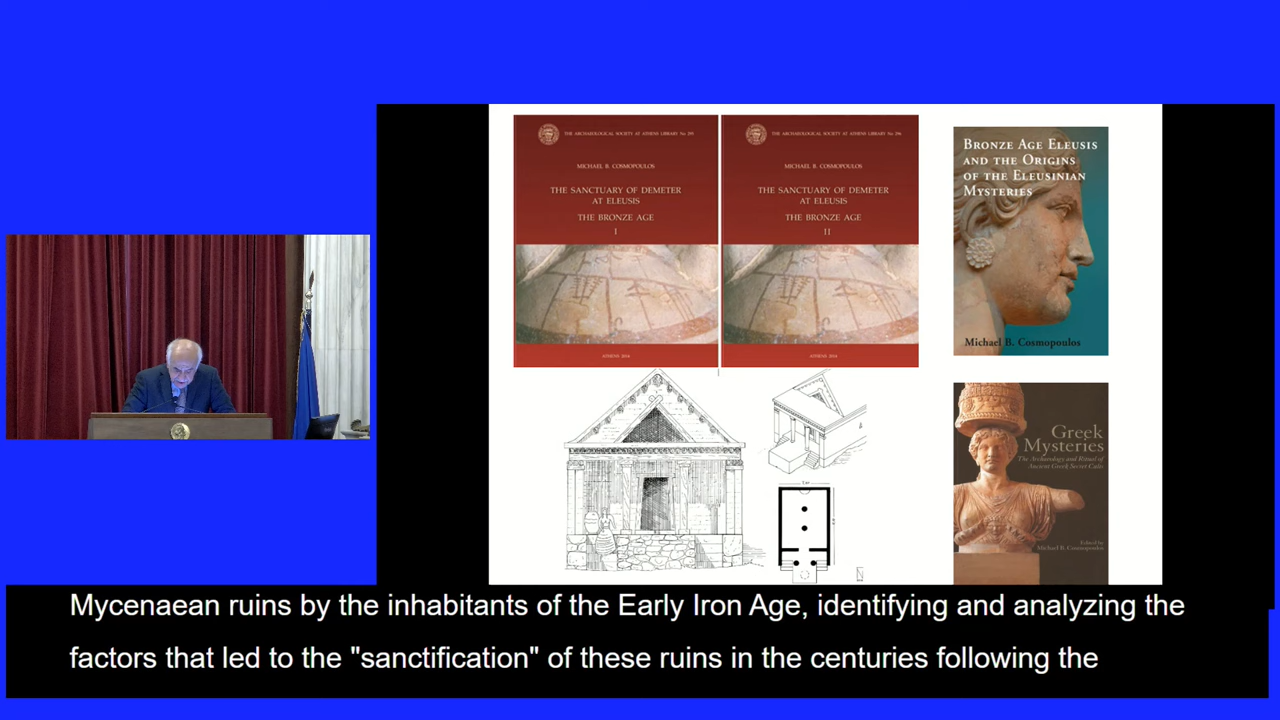 THE ARCHAEOLOGICAL SOCIETY AT ATHENS LIBRARY No 295
MICHAEL B. COSMOPOULOS
THE SANCTUARY OF DEMETER
AT ELEUSIS
THE BRONZE AGE
I
ATHENS 2014
THE ARCHAEOLOGICAL SOCIETY AT ATHENS LIBRARY No 296
MICHAEL B. COSMOPOULOS
THE SANCTUARY OF DEMETER
AT ELEUSIS
THE BRONZE AGE
II
ATHENS 2014
BRONZE AGE ELEUSIS
AND THE ORIGINS
OF THE ELEUSINIAN
MYSTERIES
Michael B. Cosmopoulos
Greek
Mysteries
The Archaeology and Ritual of
Ancient Greek Secret Cults
Edited by
Michael B. Cosmopoulos
Mycenaean ruins by the inhabitants of the Early Iron Age, identifying and analyzing the
factors that led to the "sanctification" of these ruins in the centuries following the